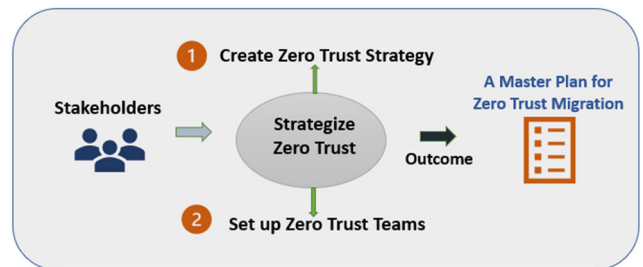 1 Create Zero Trust Strategy
Stakeholders
Strategize
Zero Trust
Outcome
A Master Plan for
Zero Trust Migration
2 Set up Zero Trust Teams